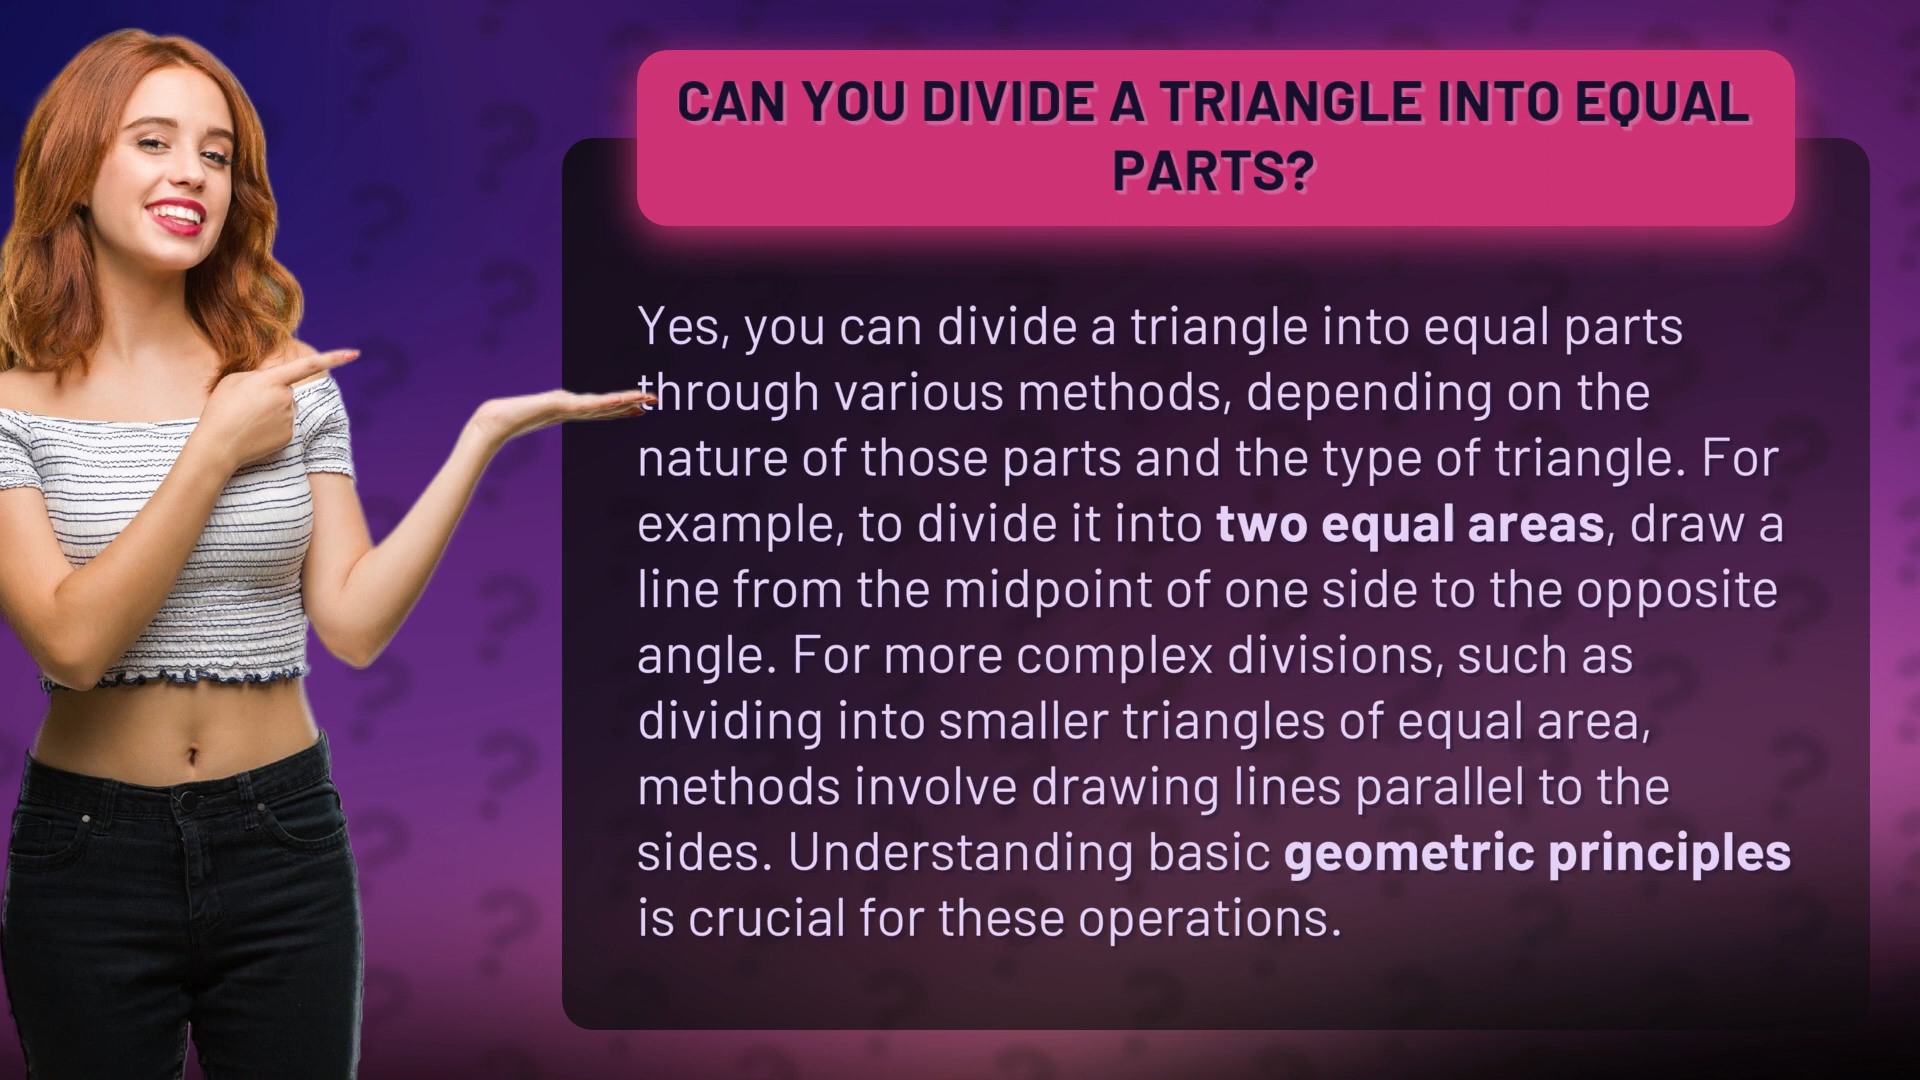 CAN YOU DIVIDE A TRIANGLE INTO EQUAL
PARTS?
Yes, you can divide a triangle into equal parts
through various methods, depending on the
nature of those parts and the type of triangle. For
example, to divide it into two equal areas, draw a
line from the midpoint of one side to the opposite
angle. For more complex divisions, such as
dividing into smaller triangles of equal area,
methods involve drawing lines parallel to the
sides. Understanding basic geometric principles
is crucial for these operations.